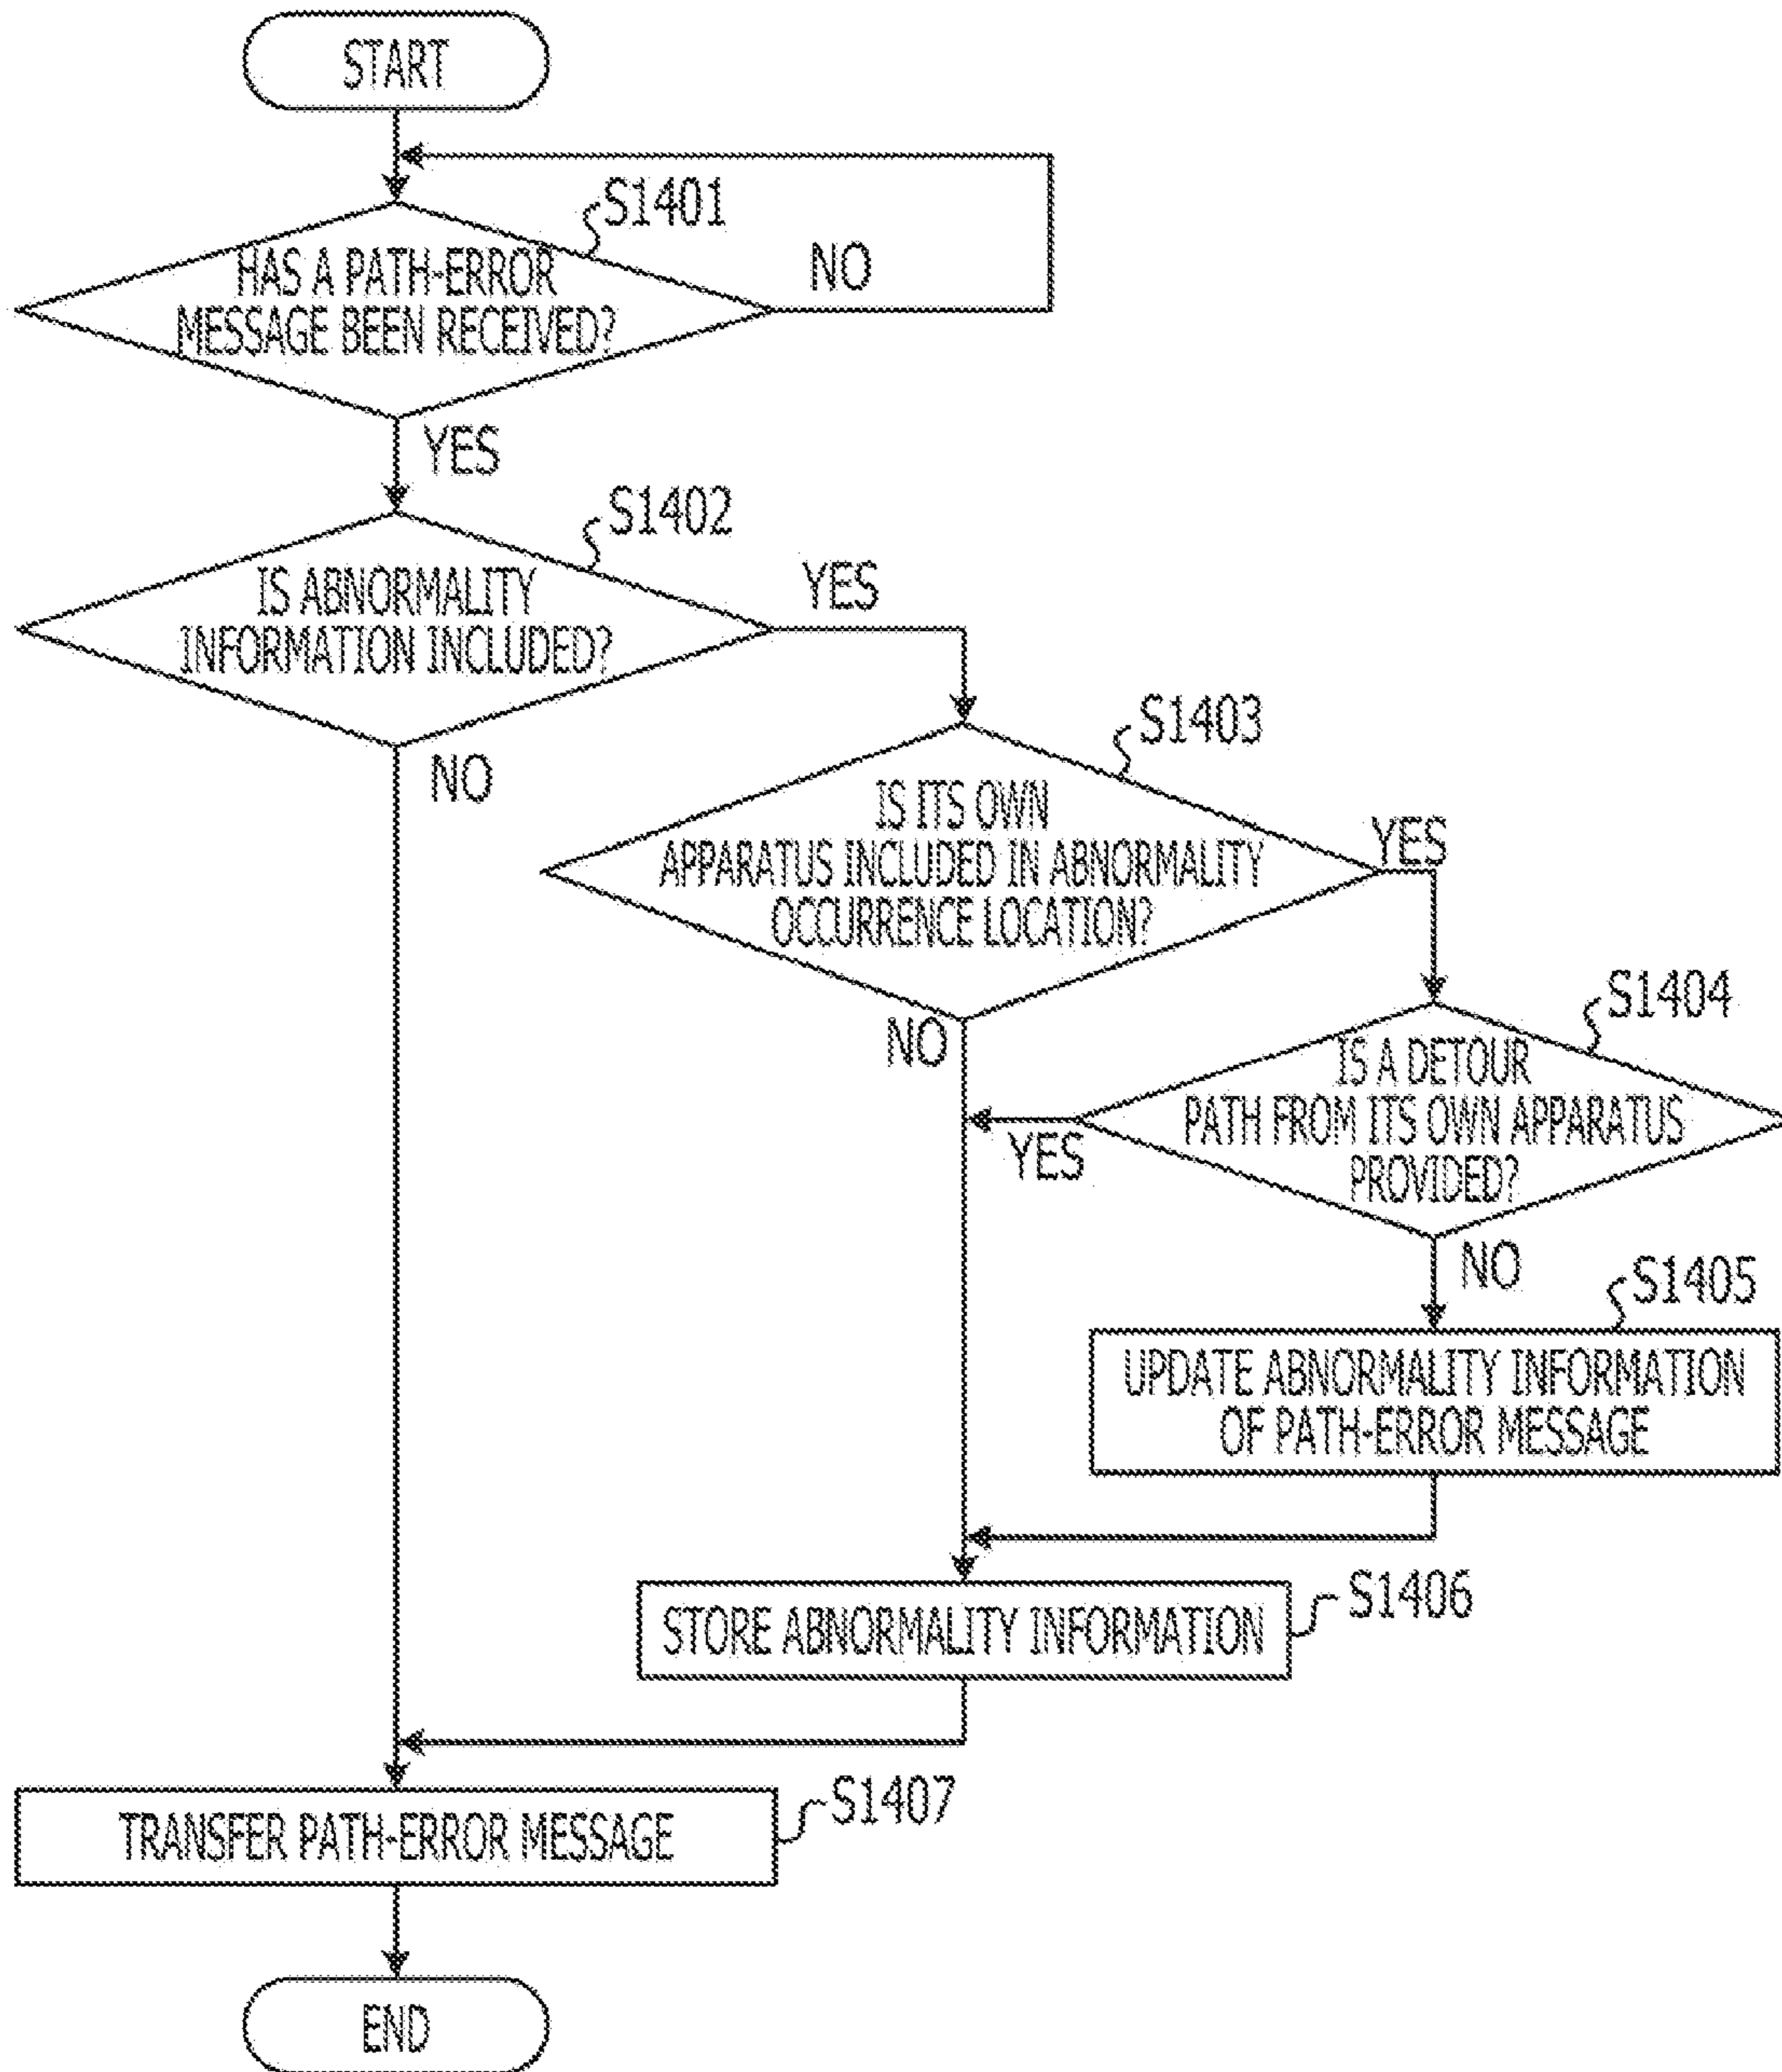 START
S1401
HAS A PATH-ERROR
MESSAGE BEEN RECEIVED?
NO
YES
S1402
IS ABNORMALITY
INFORMATION INCLUDED?
YES
NO
S1403
IS ITS OWN
APPARATUS INCLUDED IN ABNORMALITY
OCCURRENCE LOCATION?
YES
NO
S1404
IS A DETOUR
PATH FROM ITS OWN APPARATUS
PROVIDED?
YES
NO
S1405
UPDATE ABNORMALITY INFORMATION
OF PATH-ERROR MESSAGE
STORE ABNORMALITY INFORMATION
S1406
TRANSFER PATH-ERROR MESSAGE
S1407
END